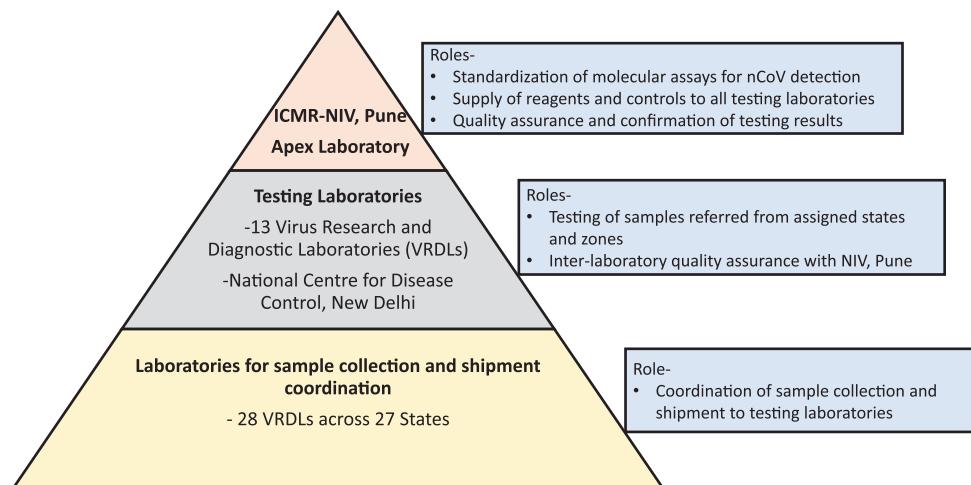 ICMR-NIV, Pune
Apex Laboratory
Roles-
• Standardization of molecular assays for nCoV detection
• Supply of reagents and controls to all testing laboratories
• Quality assurance and confirmation of testing results
Testing Laboratories
-13 Virus Research and
Diagnostic Laboratories (VRDLs)
-National Centre for Disease
Control, New Delhi
Roles-
• Testing of samples referred from assigned states
and zones
• Inter-laboratory quality assurance with NIV, Pune
Laboratories for sample collection and shipment
coordination
- 28 VRDLs across 27 States
Role-
• Coordination of sample collection and
shipment to testing laboratories